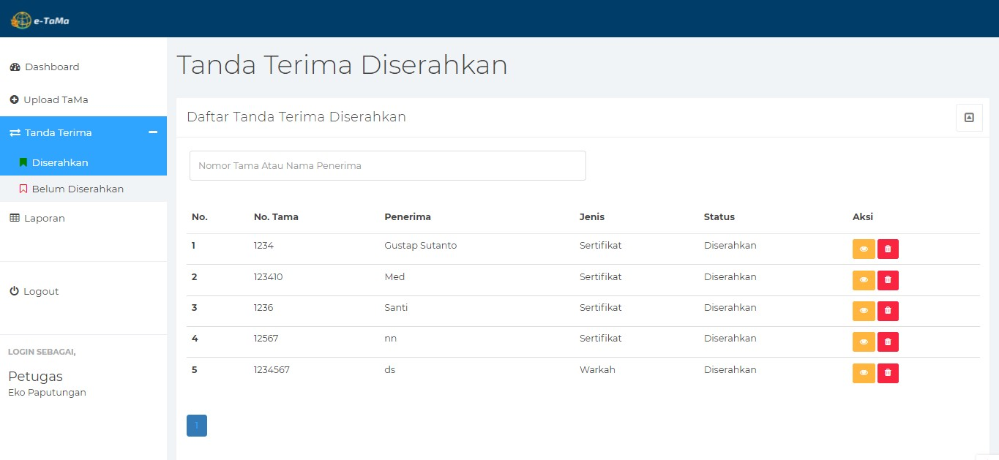 e-TaMa
Dashboard
Upload TaMa
Tanda Terima
Diserahkan
Belum Diserahkan
Laporan
Logout
LOGIN SEBAGAI,
Petugas
Eko Paputungan
Tanda Terima Diserahkan
Daftar Tanda Terima Diserahkan
Nomor Tama Atau Nama Penerima
No. No. Tama Penerima Jenis Status Aksi
1 1234 Gustap Sutanto Sertifikat Diserahkan
2 123410 Med Sertifikat Diserahkan
3 1236 Santi Sertifikat Diserahkan
4 12567 nn Sertifikat Diserahkan
5 1234567 ds Warkah Diserahkan
1